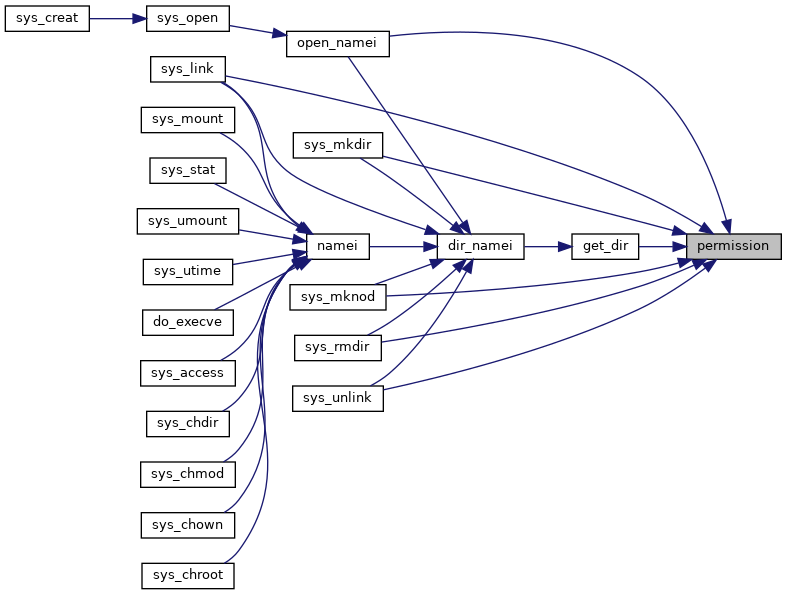 sys_creat
sys_open
open_namei
sys_link
sys_mount
sys_mkdir
sys_stat
sys_umount
namei
dir_namei
get_dir
permission
sys_utime
sys_mknod
do_execve
sys_rmdir
sys_access
sys_unlink
sys_chdir
sys_chmod
sys_chown
sys_chroot